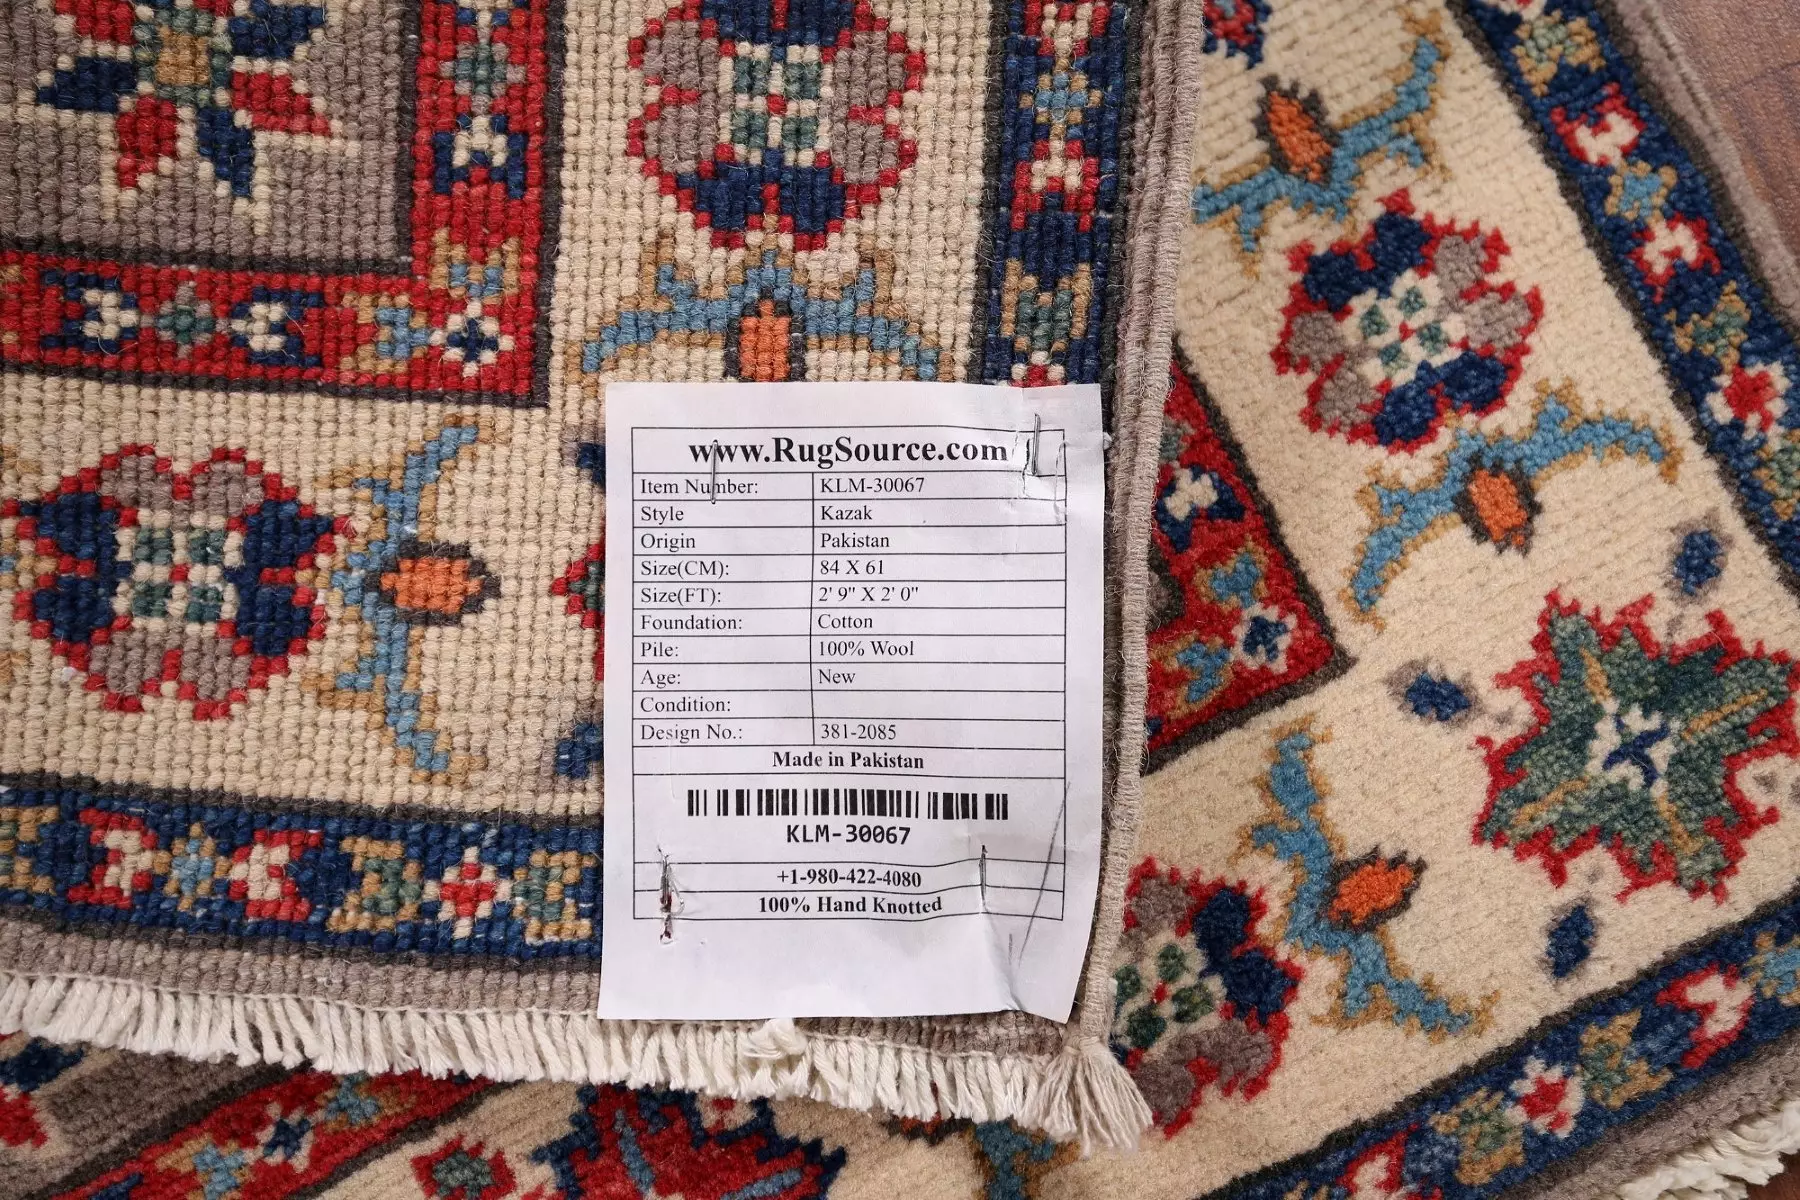 www.RugSource.com
Item Number: KLM-30067
Style Kazak
Origin Pakistan
Size(CM): 84 X 61
Size(FT): 2' 9" X 2' 0"
Foundation: Cotton
Pile: 100% Wool
Age: New
Condition:
Design No.: 381-2085
Made in Pakistan
KLM-30067
+1-980-422-4080
100% Hand Knotted